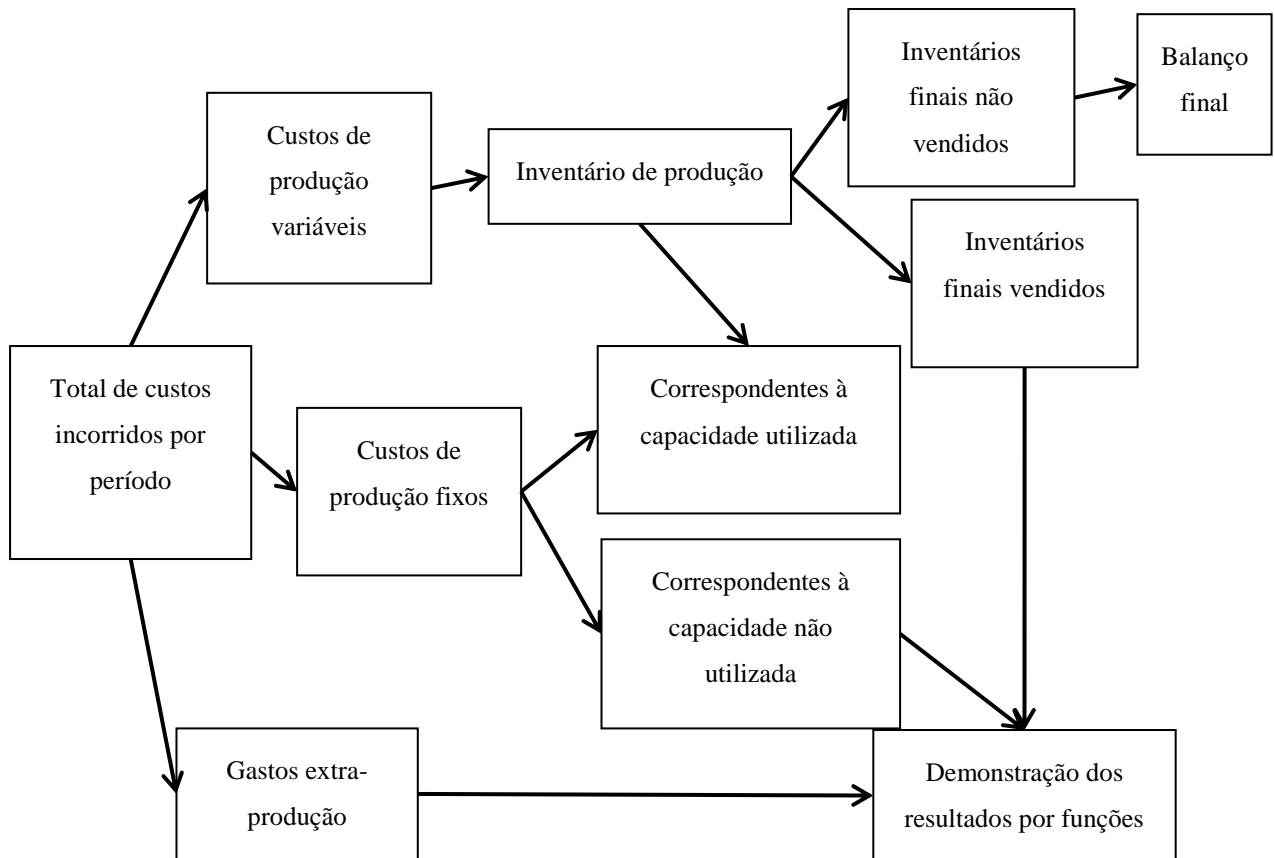 Inventários
finais não
vendidos
Balanço
final
Custos de
produção
variáveis
Inventário de produção
Inventários
finais vendidos
Total de custos
incorridos por
período
Custos de
produção fixos
Correspondentes à
capacidade utilizada
Correspondentes à
capacidade não
utilizada
Gastos extra-
produção
Demonstração dos
resultados por funções